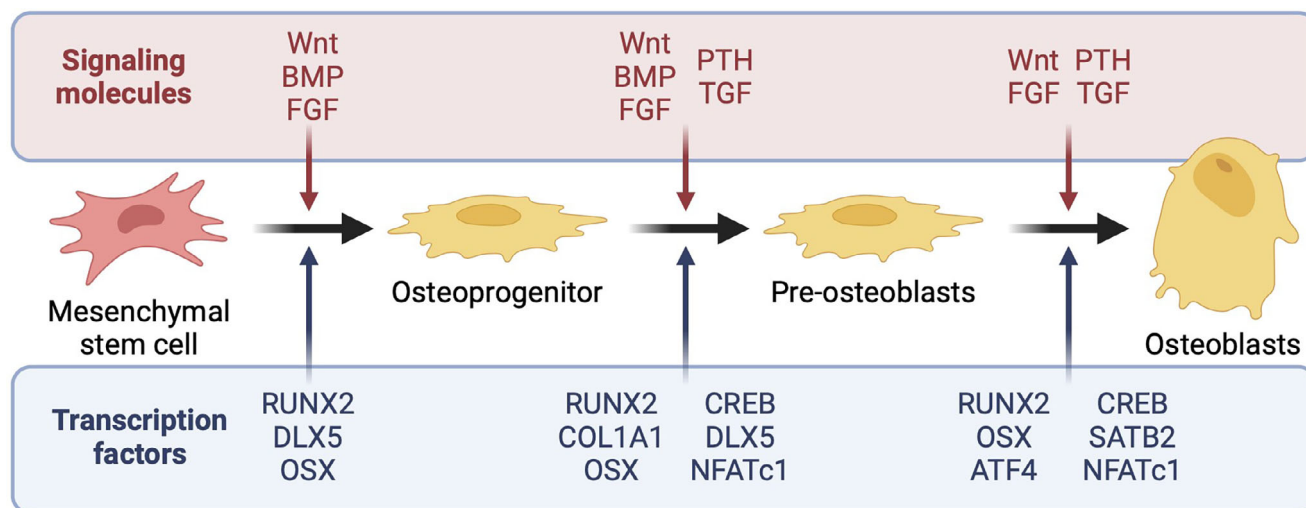 Signaling
molecules
Wnt
BMP
FGF
Wnt
BMP
FGF
PTH
TGF
Wnt
FGF
PTH
TGF
Mesenchymal
stem cell
Osteoprogenitor
Pre-osteoblasts
Osteoblasts
Transcription
factors
RUNX2
DLX5
OSX
RUNX2
COL1A1
OSX
CREB
DLX5
NFATc1
RUNX2
OSX
ATF4
CREB
SATB2
NFATc1